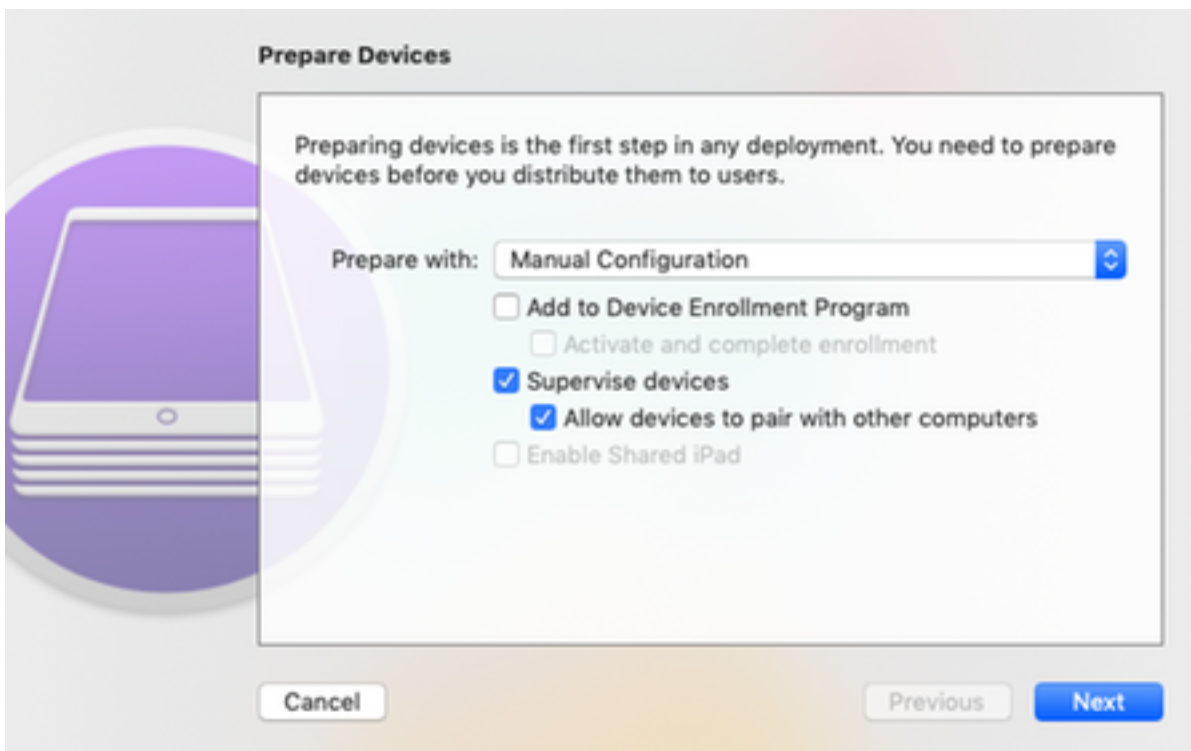 Prepare Devices
Preparing devices is the first step in any deployment. You need to prepare
devices before you distribute them to users.
Prepare with: Manual Configuration
Add to Device Enrollment Program
Activate and complete enrollment
Supervise devices
Allow devices to pair with other computers
Enable Shared iPad
Cancel Previous Next